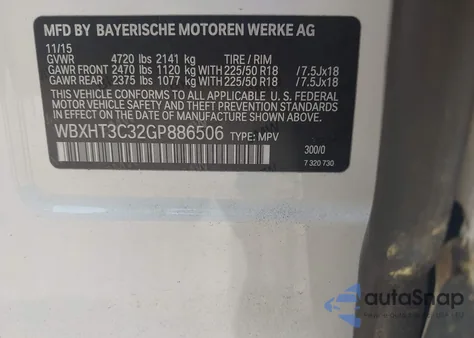 MFD BY BAYERISCHE MOTOREN WERKE AG
11/15
GVWR 4720 lbs 2141 kg TIRE / RIM
GAWR FRONT 2470 lbs 1120 kg WITH 225/50 R18 /7.5Jx18
GAWR REAR 2375 lbs 1077 kg WITH 225/50 R18 /7.5Jx18
THIS VEHICLE CONFORMS TO ALL APPLICABLE U.S. FEDERAL
MOTOR VEHICLE SAFETY, BUMPER AND THEFT PREVENTION STANDARDS
IN EFFECT ON THE DATE OF MANUFACTURE SHOWN ABOVE.
WBXHT3C32GP886506 TYPE: MPV
300/0
7 320 730
autoSnap